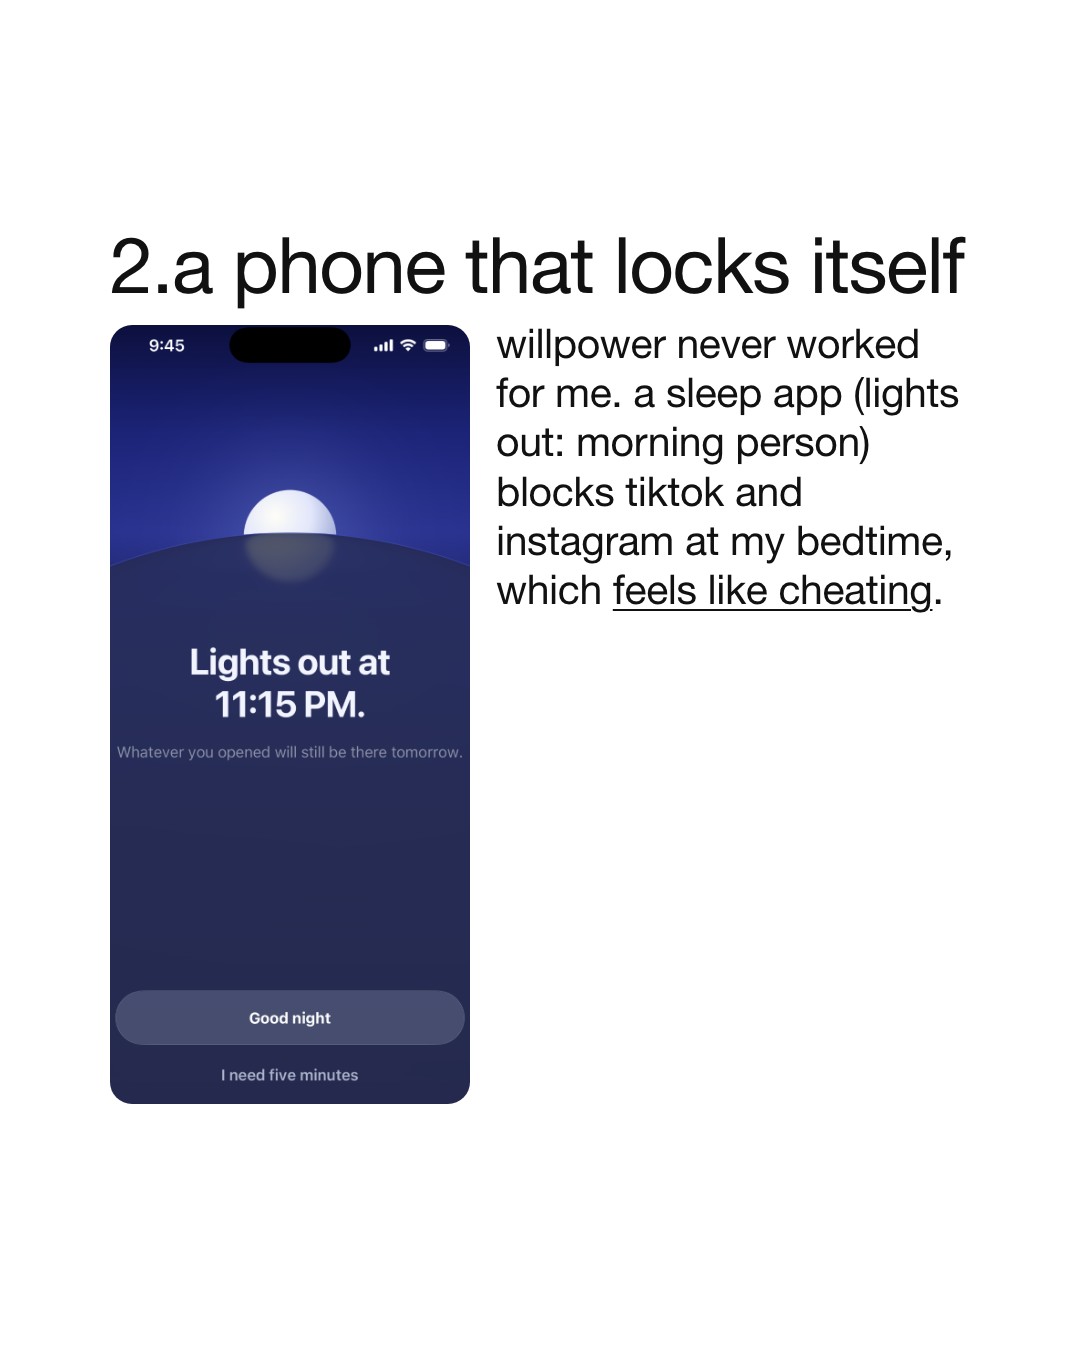 2.a phone that locks itself
9:45
willpower never worked
for me. a sleep app (lights
out: morning person)
blocks tiktok and
instagram at my bedtime,
which feels like cheating.
Lights out at
11:15 PM.
Whatever you opened will still be there tomorrow.
Good night
I need five minutes